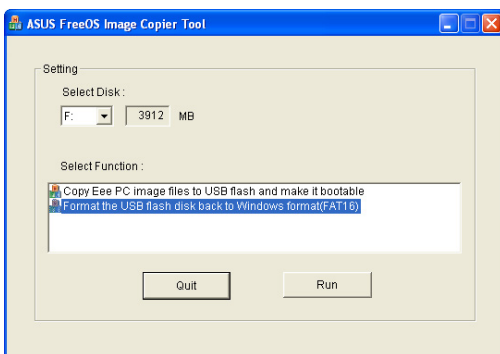 ASUS FreeOS Image Copier Tool
Setting
Select Disk :
F: 3912 MB
Select Function :
Copy Eee PC image files to USB flash and make it bootable
Format the USB flash disk back to Windows format(FAT16)
Quit Run